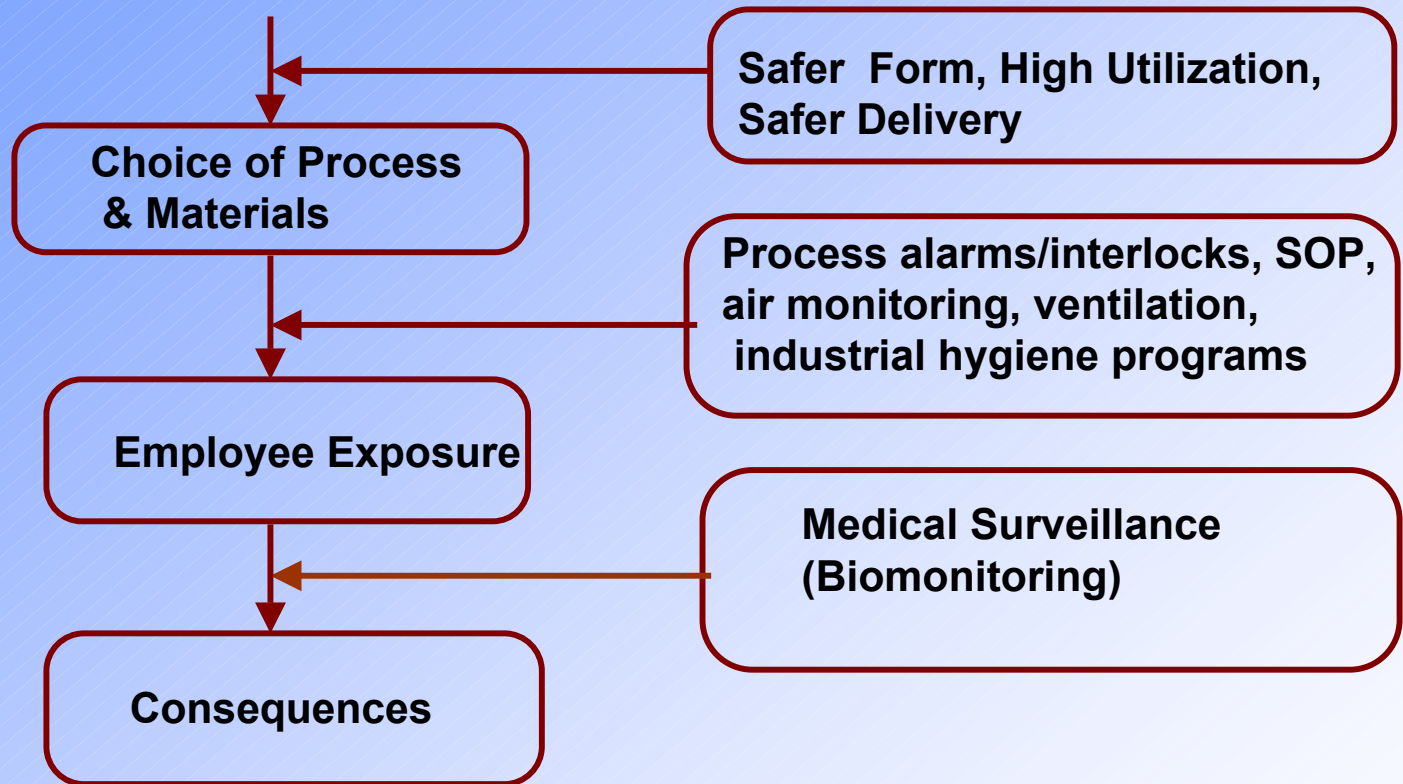 Safer Form, High Utilization,
Safer Delivery
Choice of Process
& Materials
Process alarms/interlocks, SOP,
air monitoring, ventilation,
industrial hygiene programs
Employee Exposure
Medical Surveillance
(Biomonitoring)
Consequences